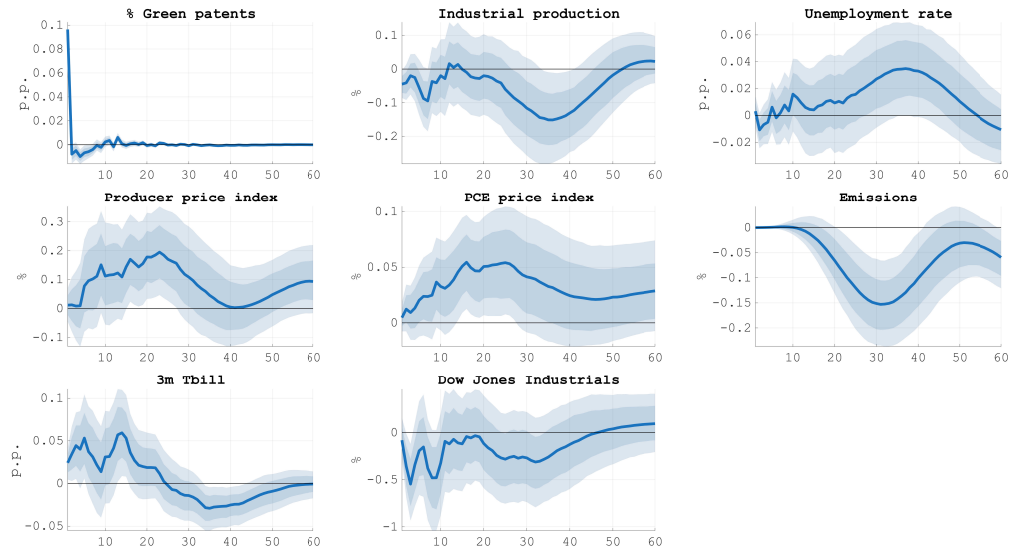 % Green patents
Industrial production
Unemployment rate
p.p.
0.1
0.08
0.06
0.04
0.02
0
10 20 30 40 50 60
%
0.1
0
-0.1
-0.2
10 20 30 40 50 60
p.p.
0.06
0.04
0.02
0
-0.02
10 20 30 40 50 60
Producer price index
PCE price index
Emissions
%
0.3
0.2
0.1
0
-0.1
10 20 30 40 50 60
%
0.1
0.05
0
10 20 30 40 50 60
%
0
-0.05
-0.1
-0.15
-0.2
10 20 30 40 50 60
3m Tbill
Dow Jones Industrials
p.p.
0.1
0.05
0
-0.05
10 20 30 40 50 60
%
0
-0.5
-1
10 20 30 40 50 60